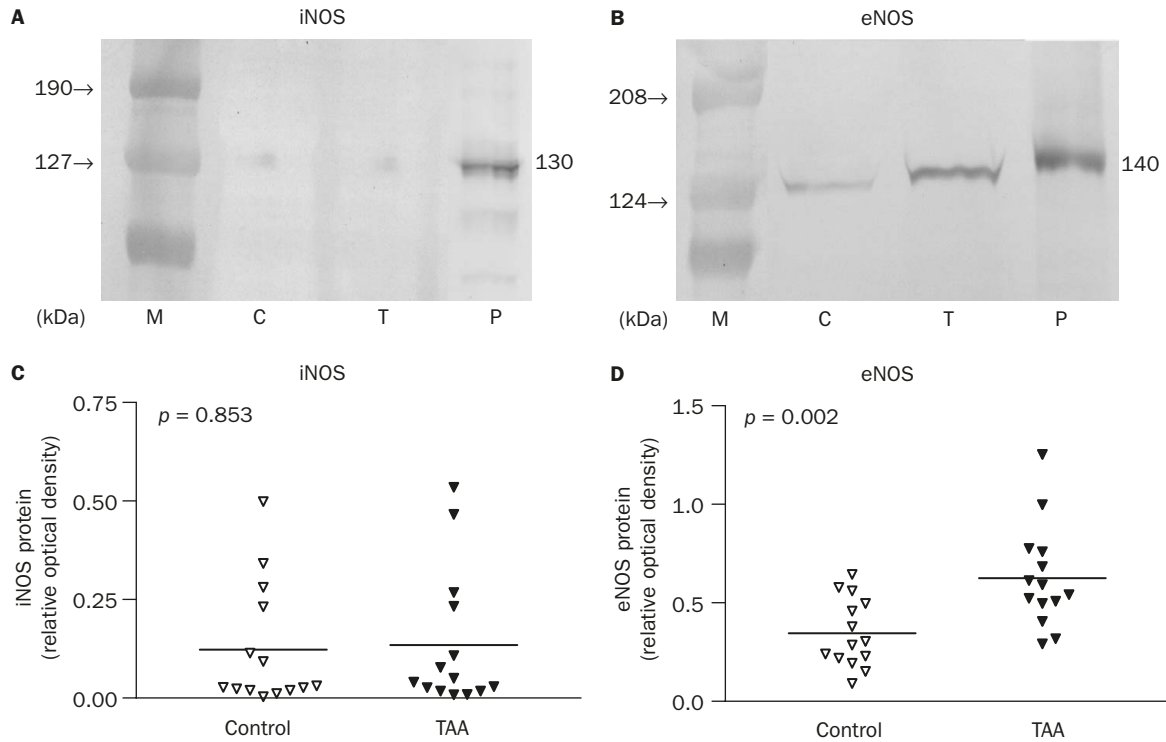 A iNOS
190→
127→
130
(kDa) M C T P
B eNOS
208→
124→
140
(kDa) M C T P
C iNOS
p = 0.853
iNOS protein
(relative optical density)
0.75
0.50
0.25
0.00
Control TAA
D eNOS
p = 0.002
eNOS protein
(relative optical density)
1.5
1.0
0.5
0.0
Control TAA